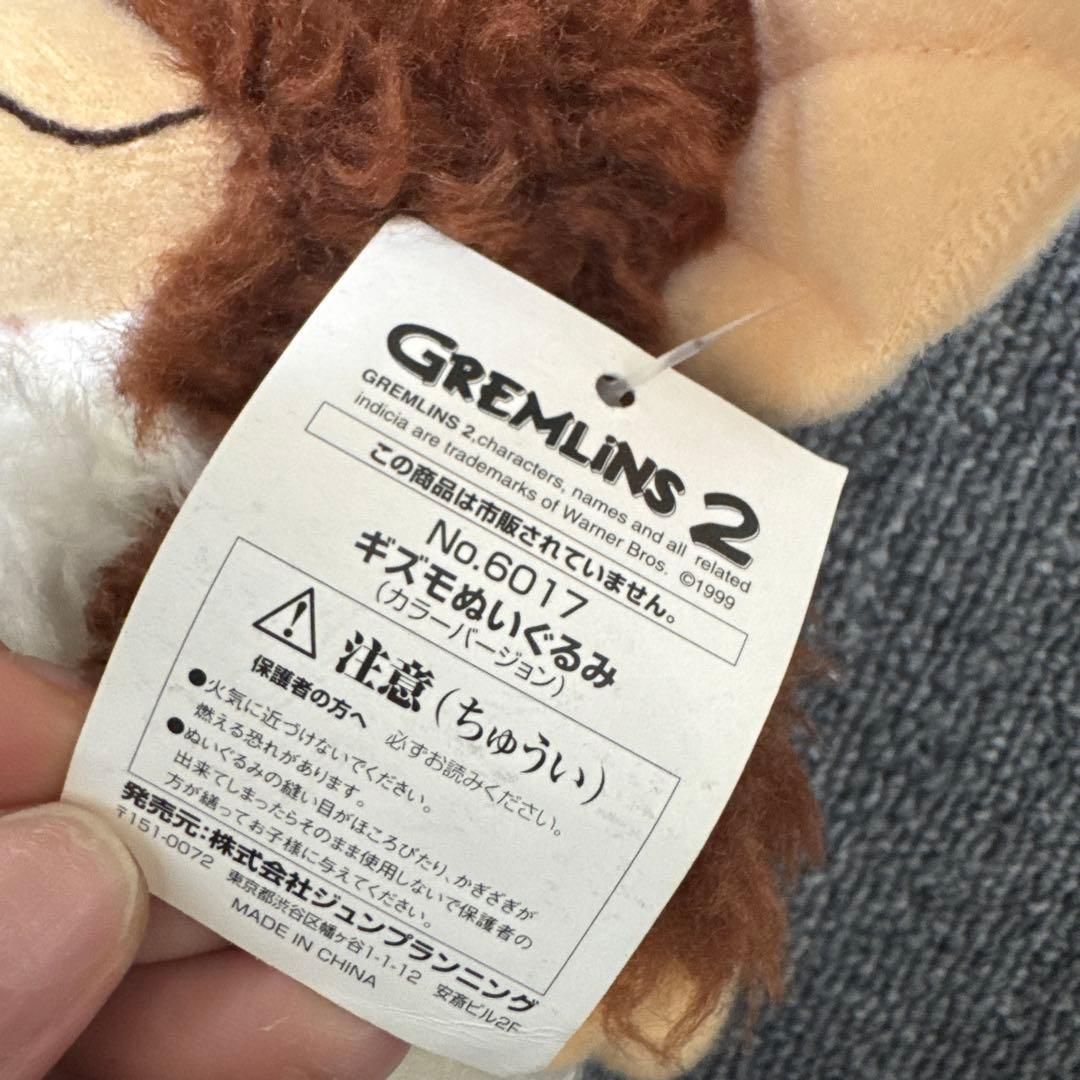 GREMLiNS 2
GREMLINS 2,characters, names and all related
indicia are trademarks of Warner Bros. ©1999
この商品は市販されていません。
No.6017
ギズモぬいぐるみ
(カラーバージョン)
注意(ちゅうい)
保護者の方へ 必ずお読みください。
●火気に近づけないでください。
燃える恐れがあります。
●ぬいぐるみの縫い目がほころびたり、かぎざぎが
出来てしまったらそのまま使用しないで保護者の
方が繕ってお子様に与えてください。
発売元:株式会社ジュンプランニング
〒151-0072 東京都渋谷区幡ヶ谷1-1-12 安斎ビル2F
MADE IN CHINA